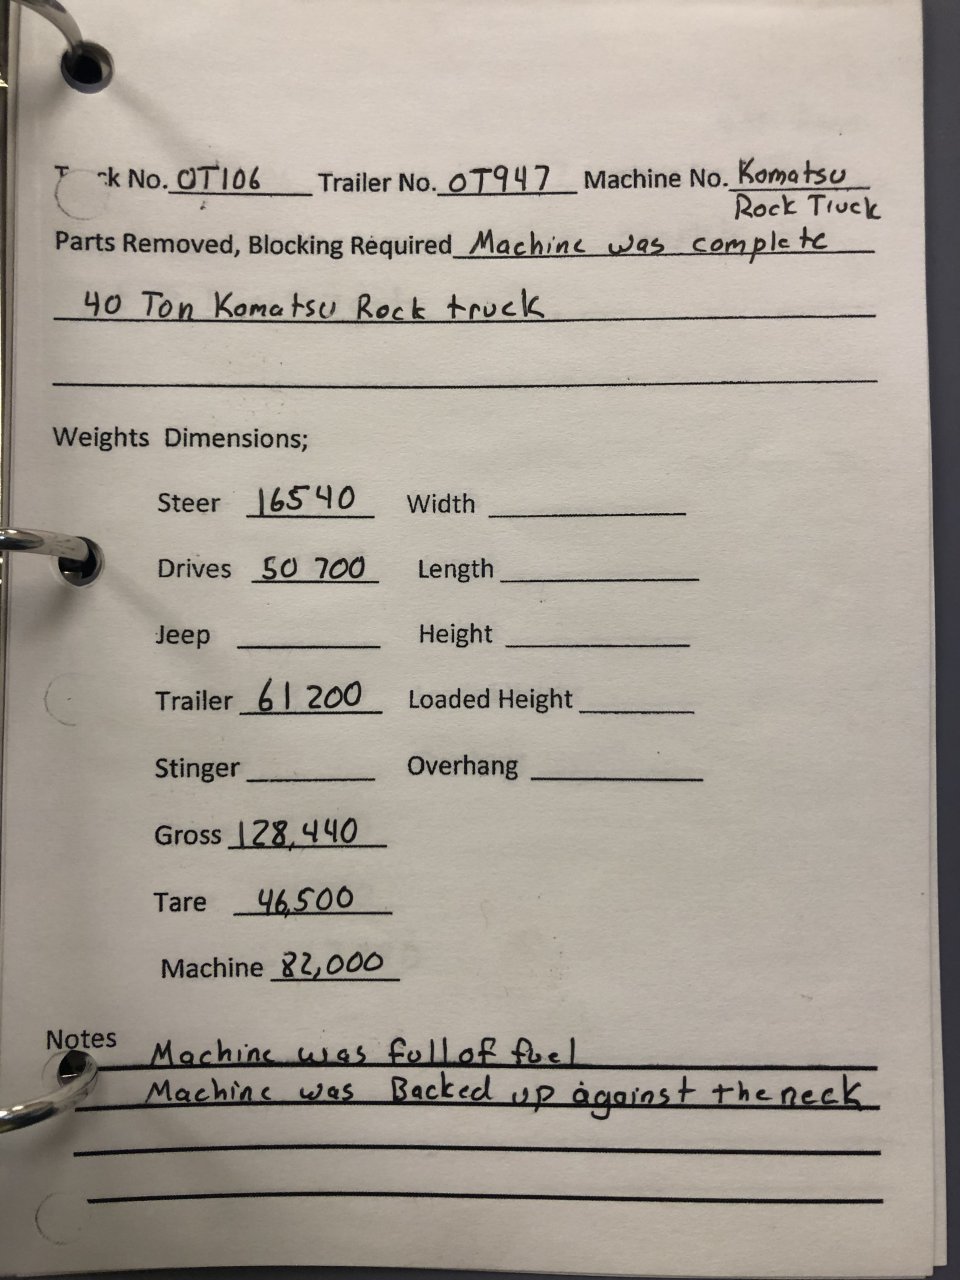 k No. OT106 Trailer No. OT947 Machine No. Komatsu
Rock Truck
Parts Removed, Blocking Required Machine was complete
40 Ton Komatsu Rock truck
Weights Dimensions;
Steer 16540 Width
Drives 50 700 Length
Jeep Height
Trailer 61 200 Loaded Height
Stinger Overhang
Gross 128,440
Tare 46,500
Machine 82,000
Notes Machine was full of fuel
Machine was Backed up against the neck